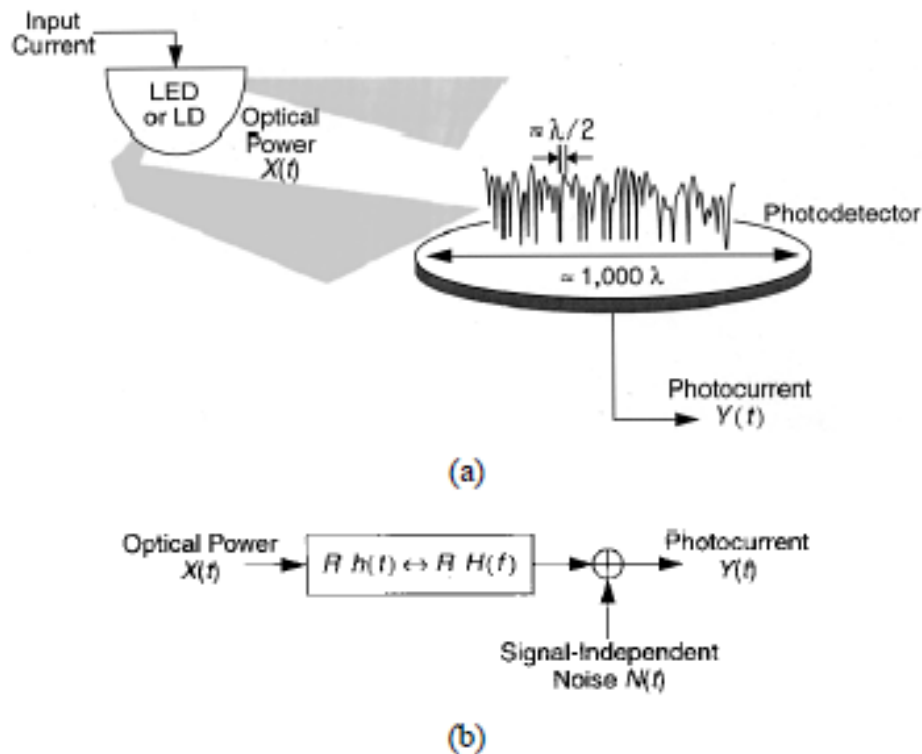 Input
Current
LED
or LD
Optical
Power
X(t)
≈ λ/2
Photodetector
≈ 1,000 λ
Photocurrent
Y(t)
(a)
Optical Power
X(t)
R h(t) ↔ R H(f)
Photocurrent
Y(t)
Signal-Independent
Noise N(t)
(b)